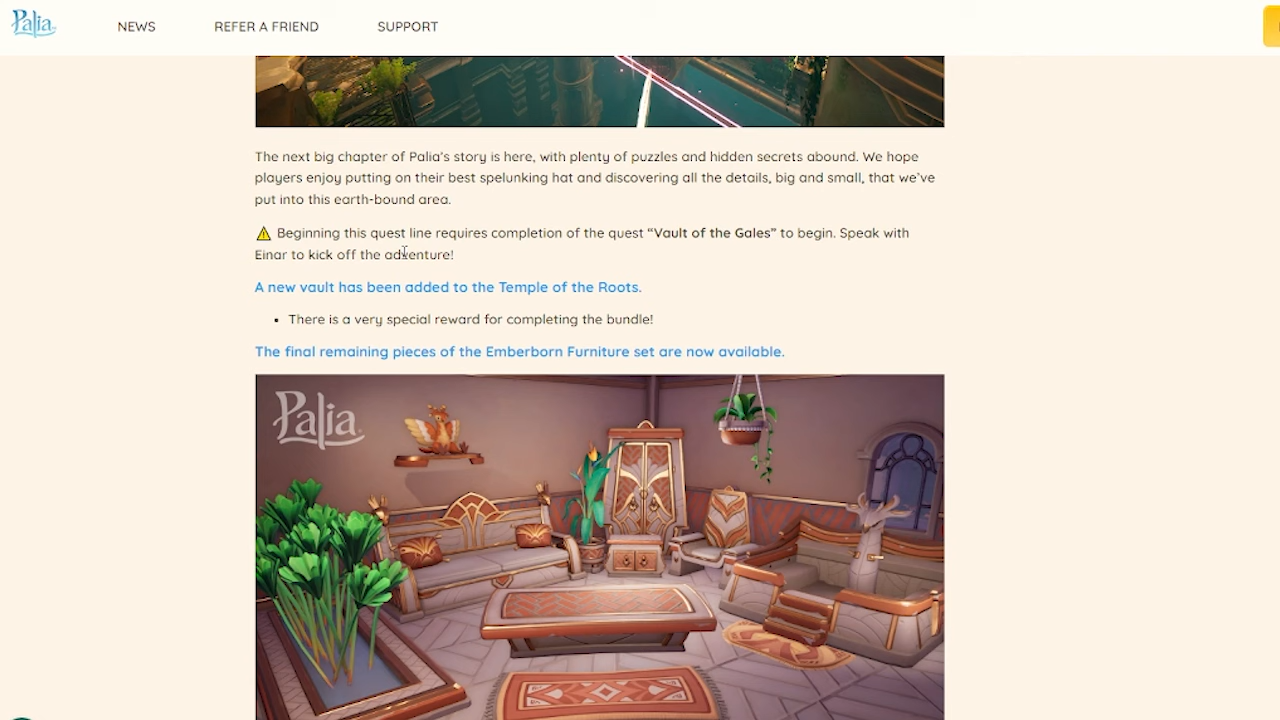 Palia
NEWS
REFER A FRIEND
SUPPORT
The next big chapter of Palia's story is here, with plenty of puzzles and hidden secrets abound. We hope
players enjoy putting on their best spelunking hat and discovering all the details, big and small, that we've
put into this earth-bound area.
⚠ Beginning this quest line requires completion of the quest “Vault of the Gales” to begin. Speak with
Einar to kick off the adventure!
A new vault has been added to the Temple of the Roots.
• There is a very special reward for completing the bundle!
The final remaining pieces of the Emberborn Furniture set are now available.
Palia